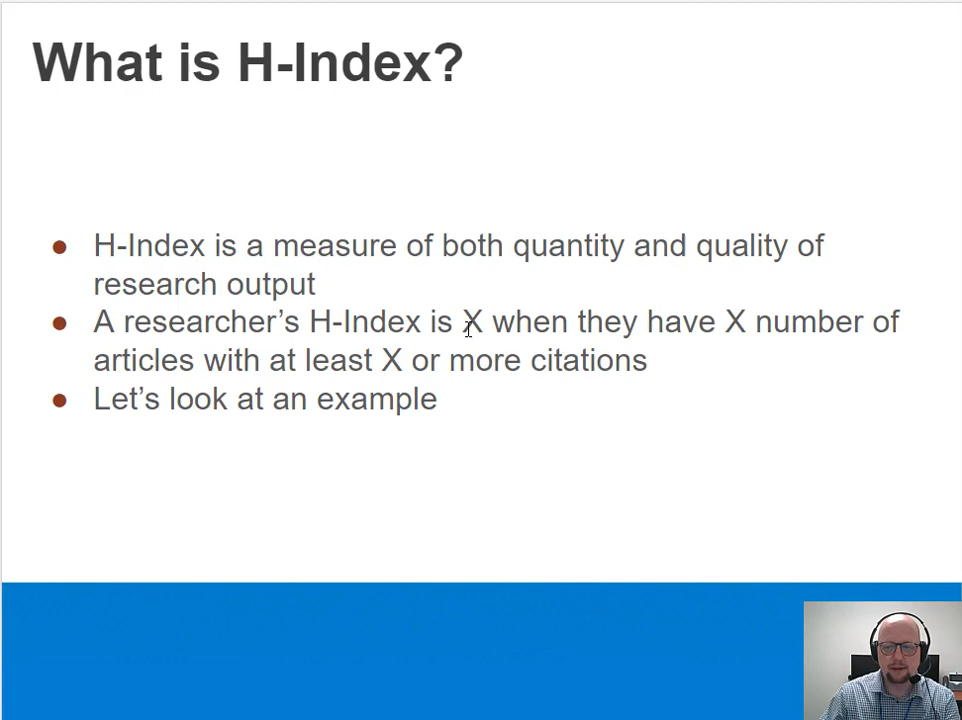 What is H-Index?
● H-Index is a measure of both quantity and quality of
research output
● A researcher’s H-Index is X when they have X number of
articles with at least X or more citations
● Let’s look at an example